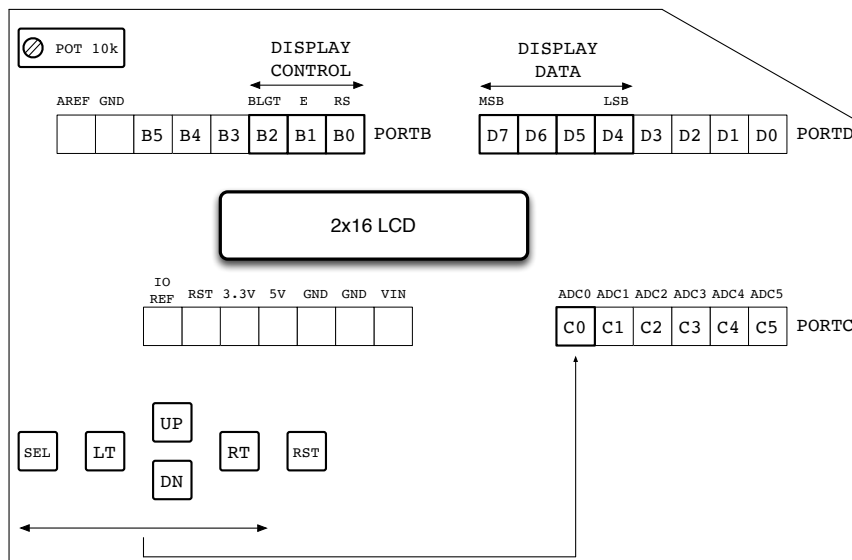 POT 10k
DISPLAY
CONTROL
DISPLAY
DATA
AREF GND BLGT E RS
MSB LSB
B5 B4 B3 B2 B1 B0 PORTB
D7 D6 D5 D4 D3 D2 D1 D0 PORTD
2x16 LCD
IO
REF RST 3.3V 5V GND GND VIN
ADC0 ADC1 ADC2 ADC3 ADC4 ADC5
C0 C1 C2 C3 C4 C5 PORTC
UP
SEL LT RT RST
DN